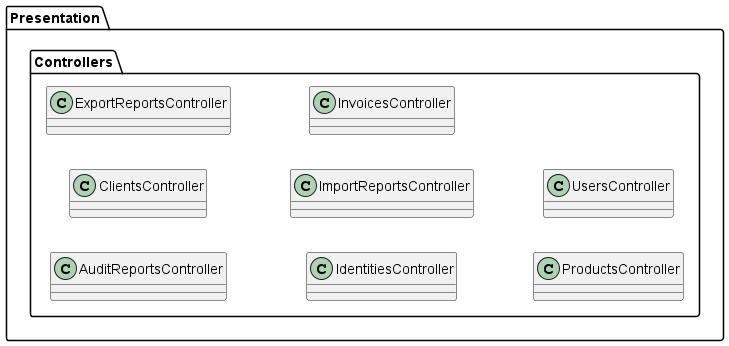 Presentation
Controllers
C ExportReportsController
C InvoicesController
C ClientsController
C ImportReportsController
C UsersController
C AuditReportsController
C IdentitiesController
C ProductsController